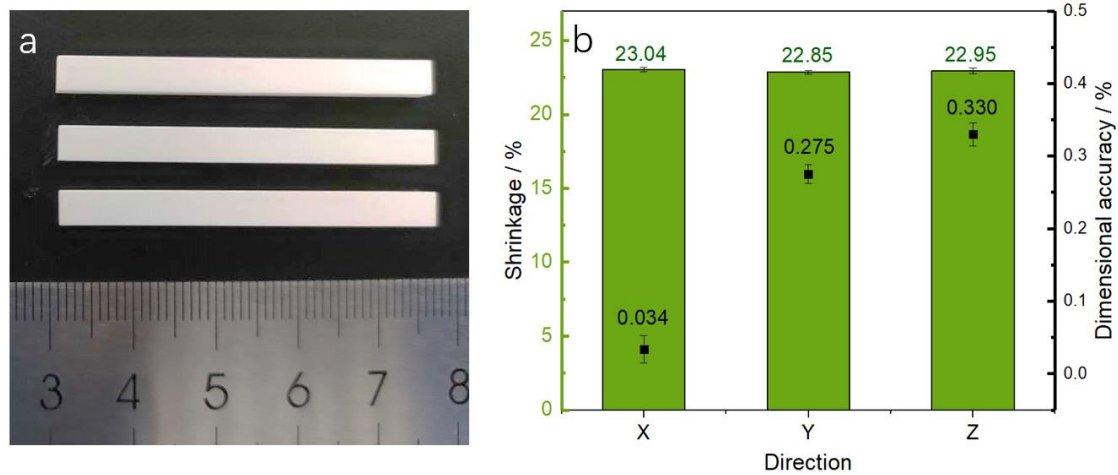 a
3 4 5 6 7 8
b
Shrinkage / %
25
20
15
10
5
0
23.04 22.85 22.95
0.034 0.275 0.330
0.5
0.4
0.3
0.2
0.1
0.0
Dimensional accuracy / %
X Y Z
Direction